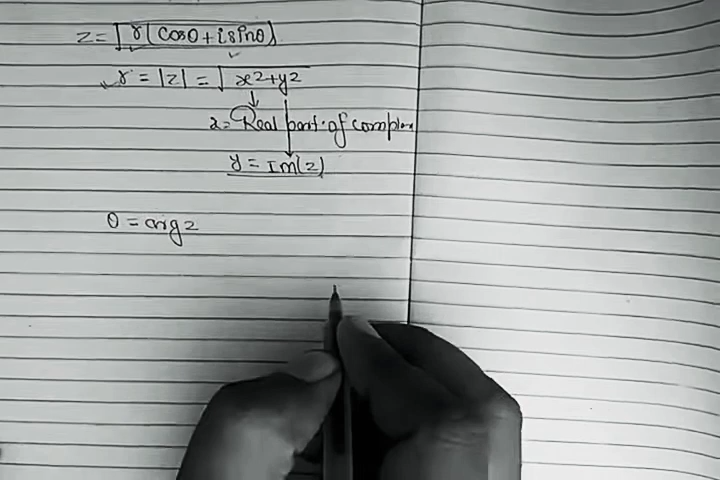 z = r(cosθ + isinθ)
r = |z| = √x2+y2
x = Real part of complex
y = Im(z)
θ = arg z